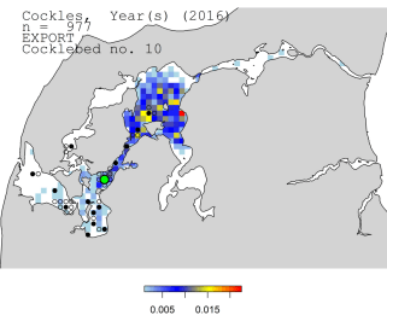 Cockles, Year(s) (2016)
n = 977
EXPORT
Cocklebed no. 10
0.005 0.015